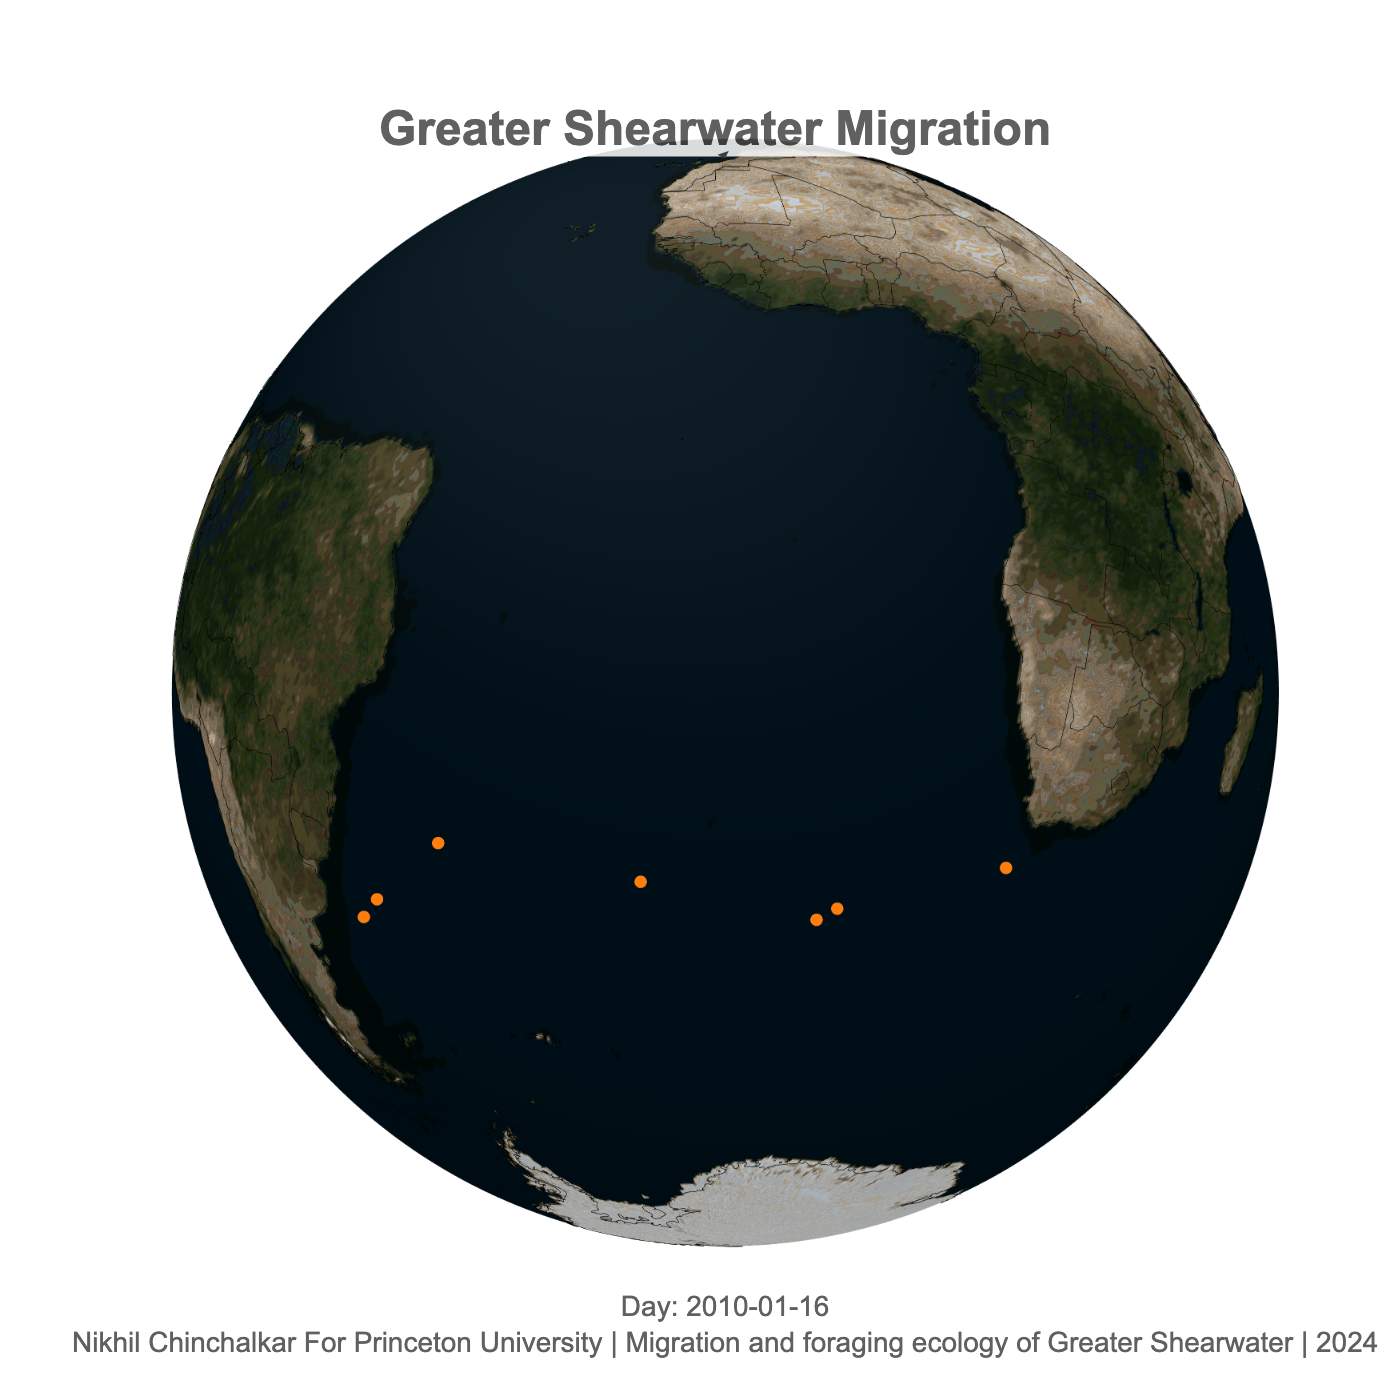 Greater Shearwater Migration
Day: 2010-01-16
Nikhil Chinchalkar For Princeton University | Migration and foraging ecology of Greater Shearwater | 2024